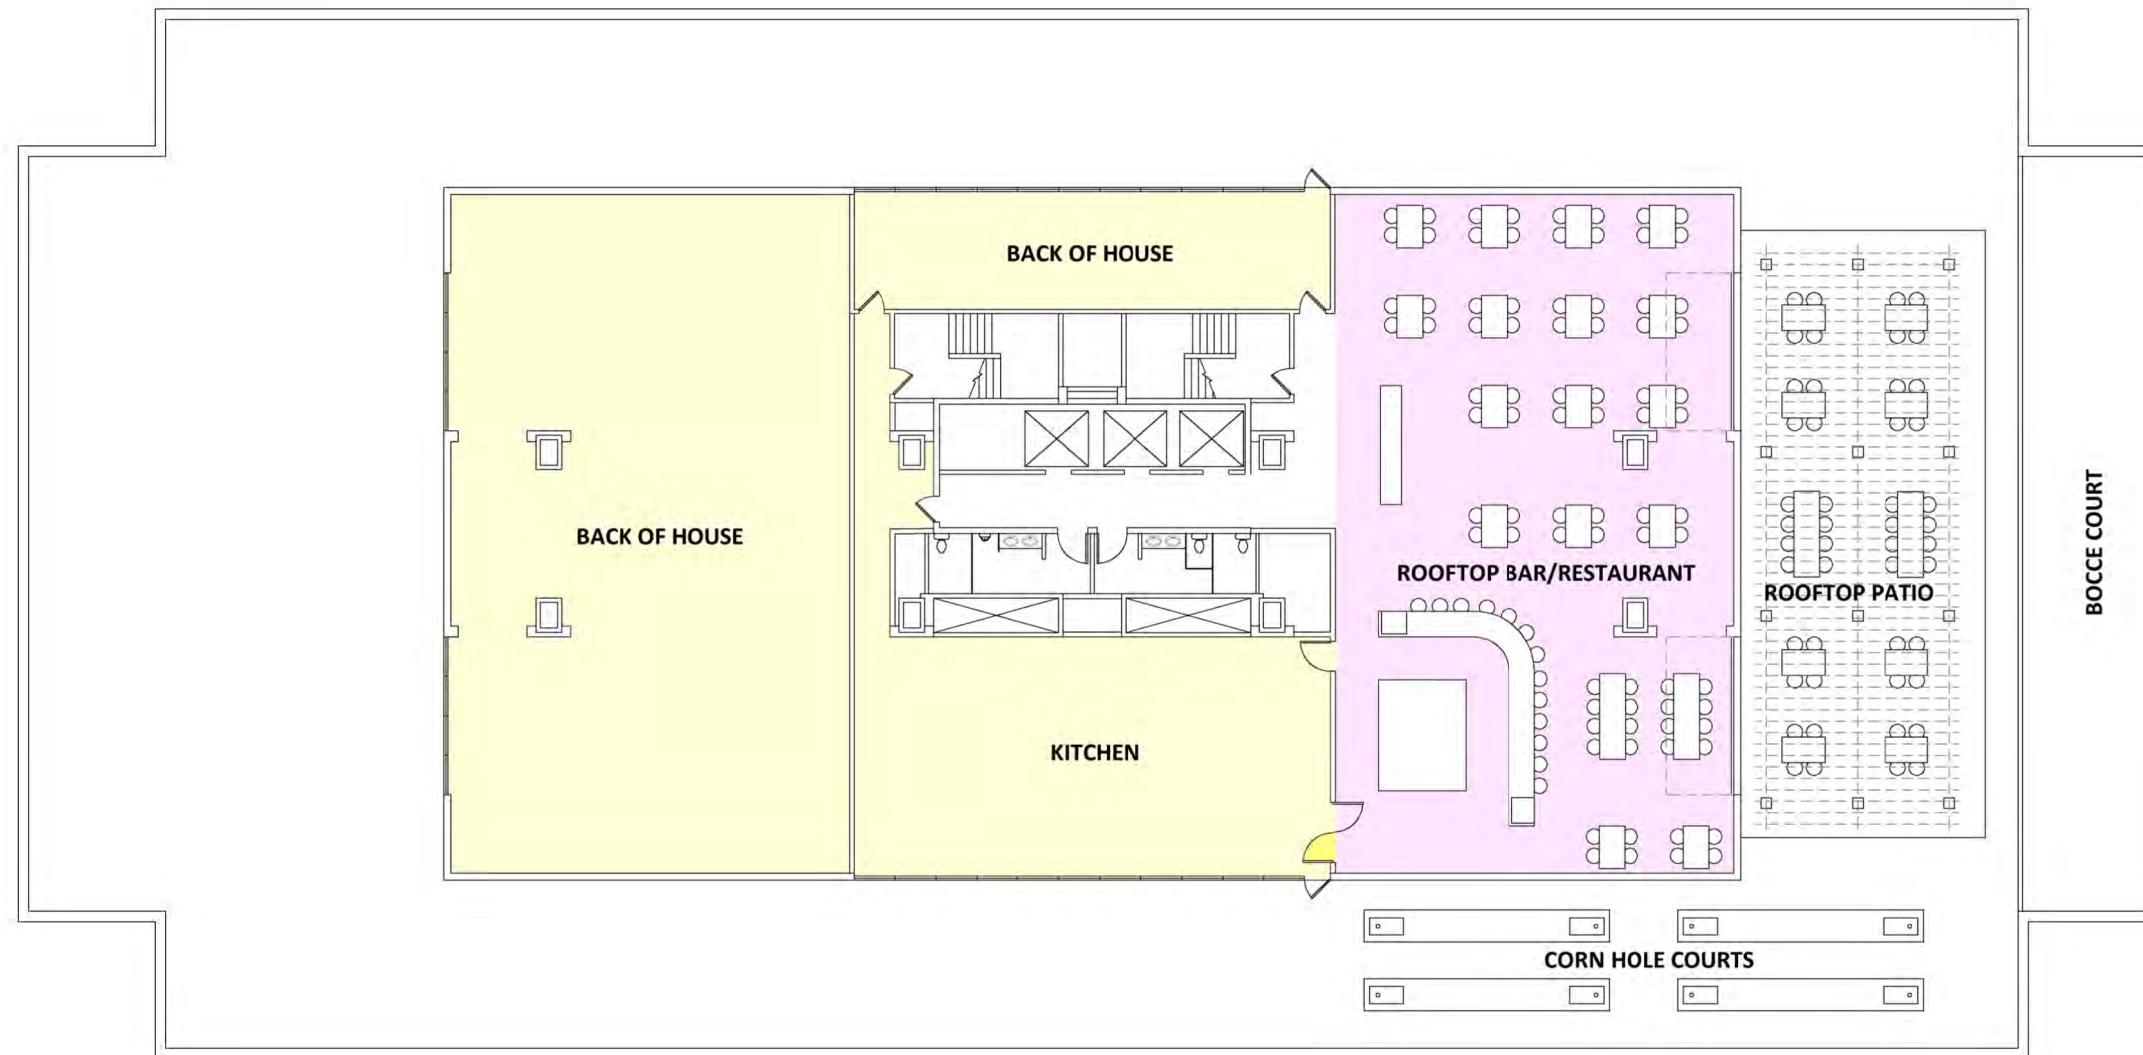 BACK OF HOUSE
BACK OF HOUSE
ROOFTOP BAR/RESTAURANT
ROOFTOP PATIO
BOCCE COURT
KITCHEN
CORN HOLE COURTS